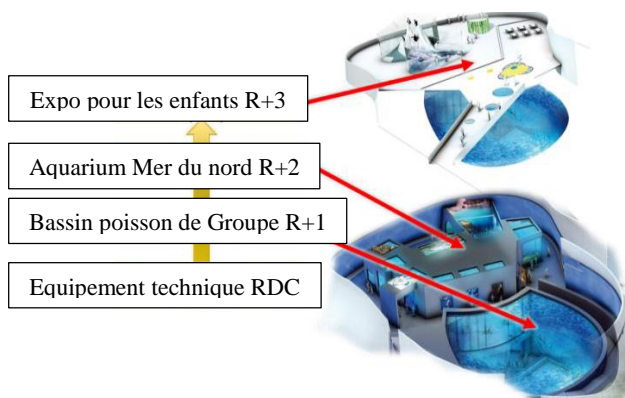 Expo pour les enfants R+3
Aquarium Mer du nord R+2
Bassin poisson de Groupe R+1
Equipement technique RDC